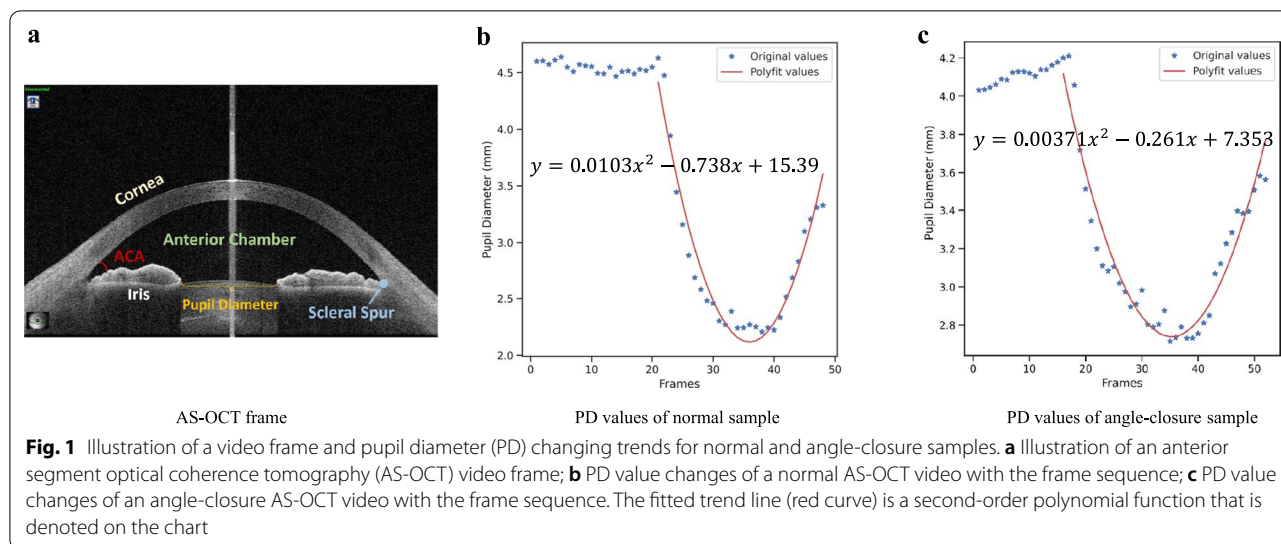 a
Cornea
Anterior Chamber
ACA
Iris
Pupil Diameter
Scleral Spur
AS-OCT frame
b
Original values
Polyfit values
y = 0.0103x² − 0.738x + 15.39
Pupil Diameter (mm)
4.5
4.0
3.5
3.0
2.5
2.0
0 10 20 30 40 50
Frames
PD values of normal sample
c
Original values
Polyfit values
y = 0.00371x² − 0.261x + 7.353
Pupil Diameter (mm)
4.2
4.0
3.8
3.6
3.4
3.2
3.0
2.8
0 10 20 30 40 50
Frames
PD values of angle-closure sample
Fig. 1 Illustration of a video frame and pupil diameter (PD) changing trends for normal and angle-closure samples. a Illustration of an anterior
segment optical coherence tomography (AS-OCT) video frame; b PD value changes of a normal AS-OCT video with the frame sequence; c PD value
changes of an angle-closure AS-OCT video with the frame sequence. The fitted trend line (red curve) is a second-order polynomial function that is
denoted on the chart